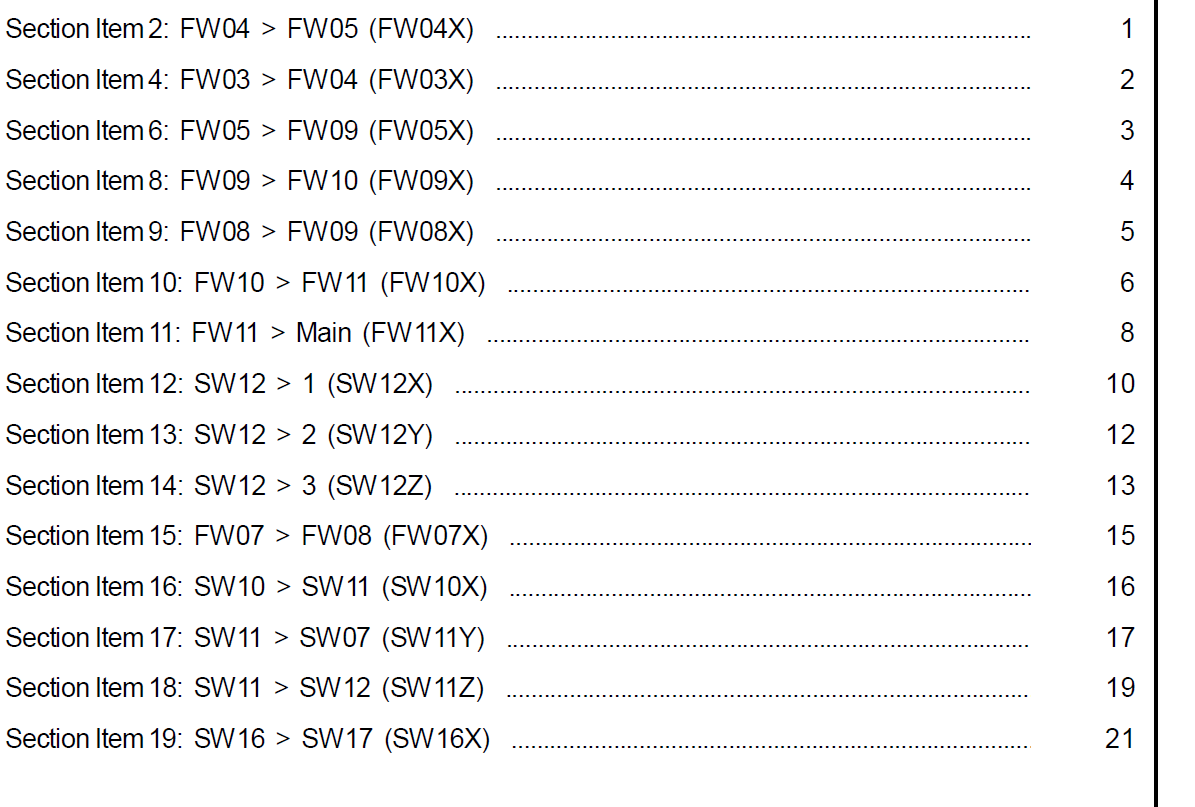 Section Item 2: FW04 > FW05 (FW04X) ........................................ 1
Section Item 4: FW03 > FW04 (FW03X) ........................................ 2
Section Item 6: FW05 > FW09 (FW05X) ........................................ 3
Section Item 8: FW09 > FW10 (FW09X) ........................................ 4
Section Item 9: FW08 > FW09 (FW08X) ........................................ 5
Section Item 10: FW10 > FW11 (FW10X) ........................................ 6
Section Item 11: FW11 > Main (FW11X) ........................................ 8
Section Item 12: SW12 > 1 (SW12X) ........................................ 10
Section Item 13: SW12 > 2 (SW12Y) ........................................ 12
Section Item 14: SW12 > 3 (SW12Z) ........................................ 13
Section Item 15: FW07 > FW08 (FW07X) ........................................ 15
Section Item 16: SW10 > SW11 (SW10X) ........................................ 16
Section Item 17: SW11 > SW07 (SW11Y) ........................................ 17
Section Item 18: SW11 > SW12 (SW11Z) ........................................ 19
Section Item 19: SW16 > SW17 (SW16X) ........................................ 21